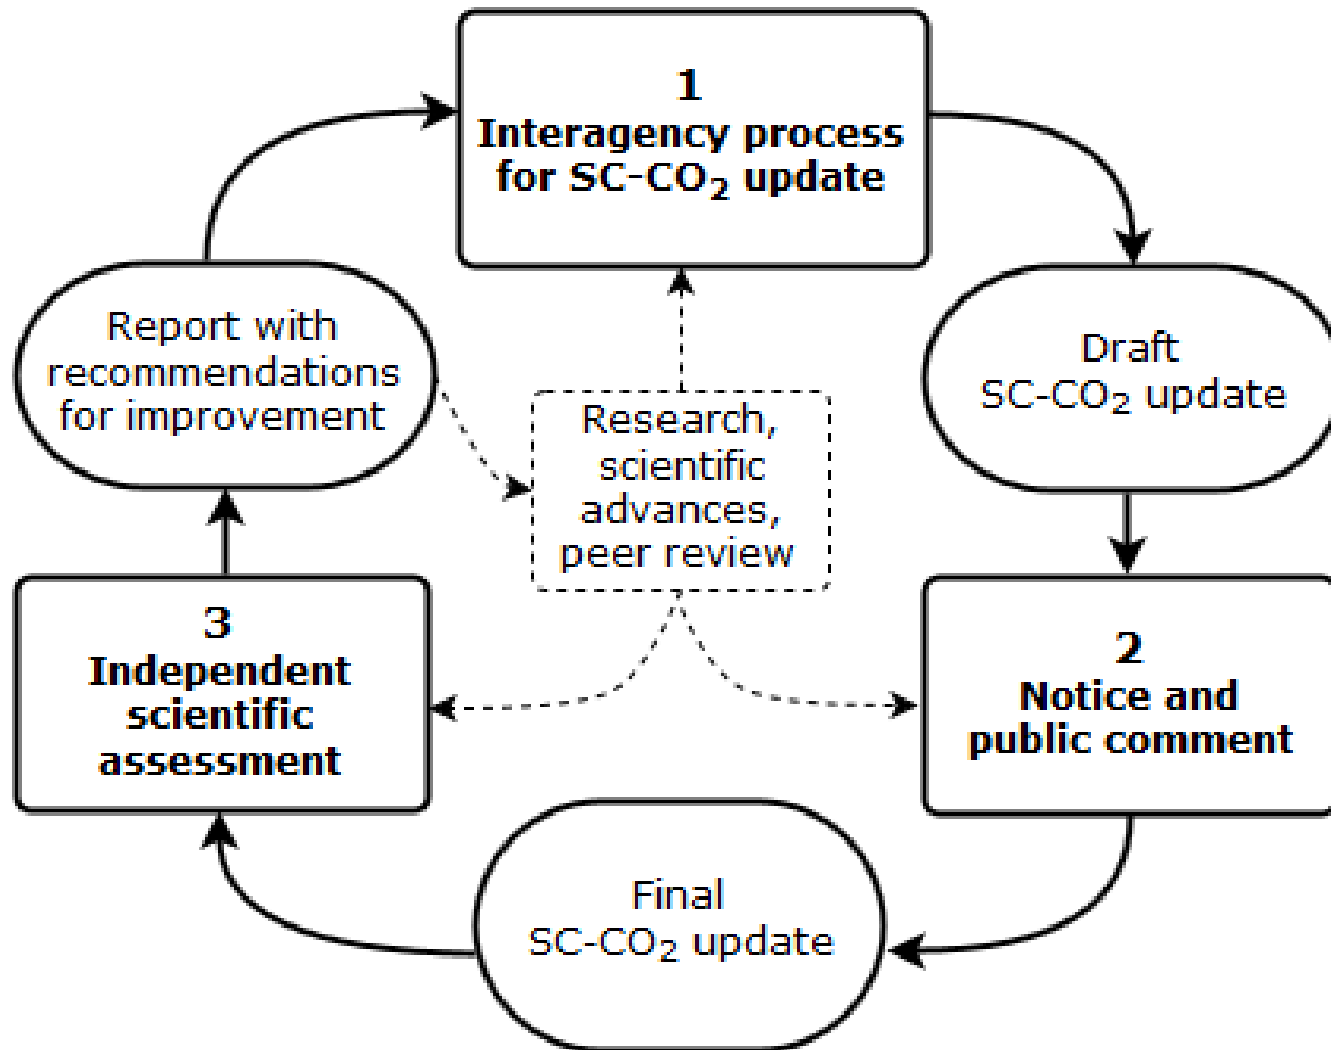 1
Interagency process
for SC-CO₂ update
Report with
recommendations
for improvement
Draft
SC-CO₂ update
Research,
scientific
advances,
peer review
3
Independent
scientific
assessment
2
Notice and
public comment
Final
SC-CO₂ update